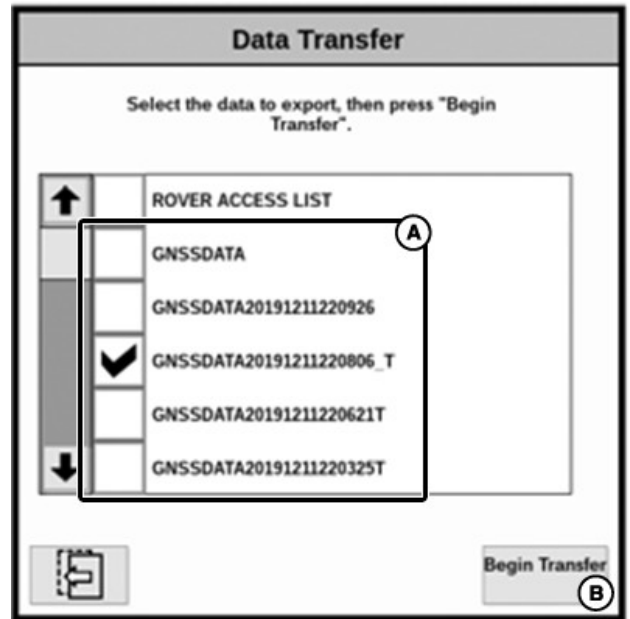 Data Transfer
Select the data to export, then press "Begin
Transfer".
ROVER ACCESS LIST
A
GNSSDATA
GNSSDATA20191211220926
GNSSDATA20191211220806_T
GNSSDATA20191211220621T
GNSSDATA20191211220325T
Begin Transfer
B